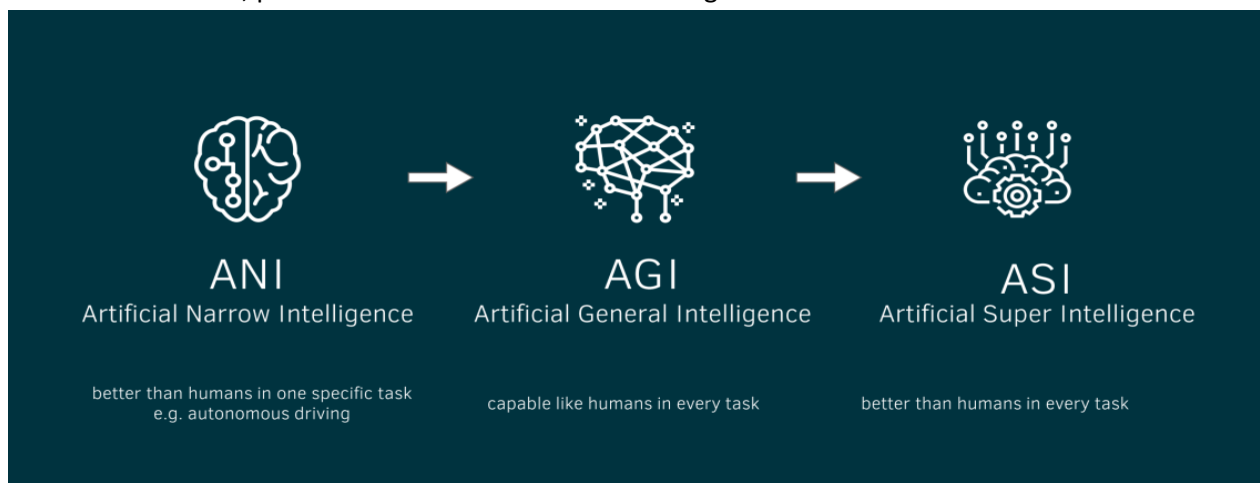 ANI
Artificial Narrow Intelligence
better than humans in one specific task
e.g. autonomous driving
AGI
Artificial General Intelligence
capable like humans in every task
ASI
Artificial Super Intelligence
better than humans in every task